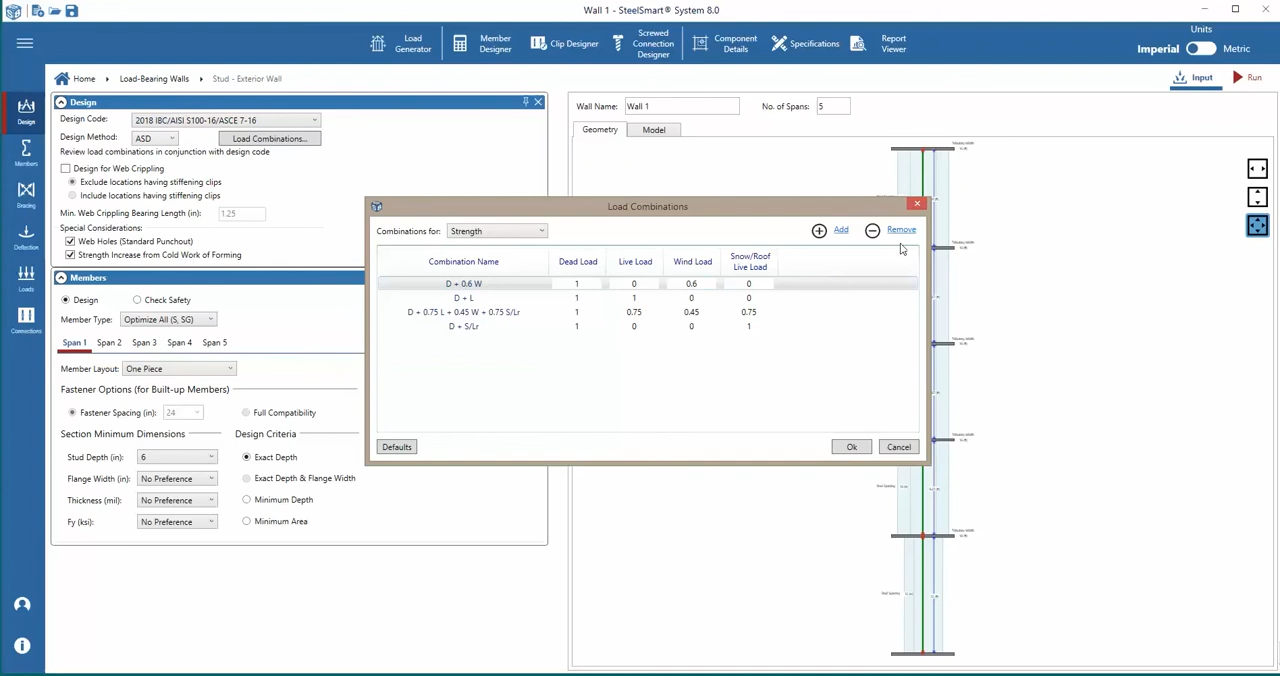 Wall 1 - SteelSmart® System 8.0
Load Generator
Member Designer
Clip Designer
Screwed Connection Designer
Component Details
Specifications
Report Viewer
Units
Imperial Metric
Home Load-Bearing Walls Stud - Exterior Wall
Input Run
Design
Members
Bracing
Deflection
Loads
Connections
Design
Design Code: 2018 IBC/AISI S100-16/ASCE 7-16
Design Method: ASD Load Combinations...
Review load combinations in conjunction with design code
Design for Web Crippling
Exclude locations having stiffening clips
Include locations having stiffening clips
Min. Web Crippling Bearing Length (in): 1.25
Special Considerations:
Web Holes (Standard Punchout)
Strength Increase from Cold Work of Forming
Members
Design Check Safety
Member Type: Optimize All (S, SG)
Span 1 Span 2 Span 3 Span 4 Span 5
Member Layout: One Piece
Fastener Options (for Built-up Members)
Fastener Spacing (in): 24 Full Compatibility
Section Minimum Dimensions Design Criteria
Stud Depth (in): 6 Exact Depth
Flange Width (in): No Preference Exact Depth & Flange Width
Thickness (mil): No Preference Minimum Depth
Fy (ksi): No Preference Minimum Area
Wall Name: Wall 1 No. of Spans: 5
Geometry Model
Load Combinations
Combinations for: Strength Add Remove
Combination Name Dead Load Live Load Wind Load Snow/Roof Live Load
D + 0.6 W 1 0 0.6 0
D + L 1 1 0 0
D + 0.75 L + 0.45 W + 0.75 S/Lr 1 0.75 0.45 0.75
D + S/Lr 1 0 0 1
Defaults Ok Cancel